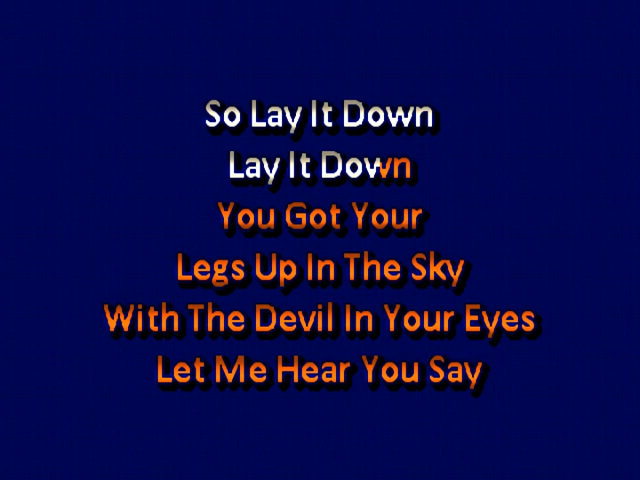 So Lay It Down
Lay It Down
You Got Your
Legs Up In The Sky
With The Devil In Your Eyes
Let Me Hear You Say